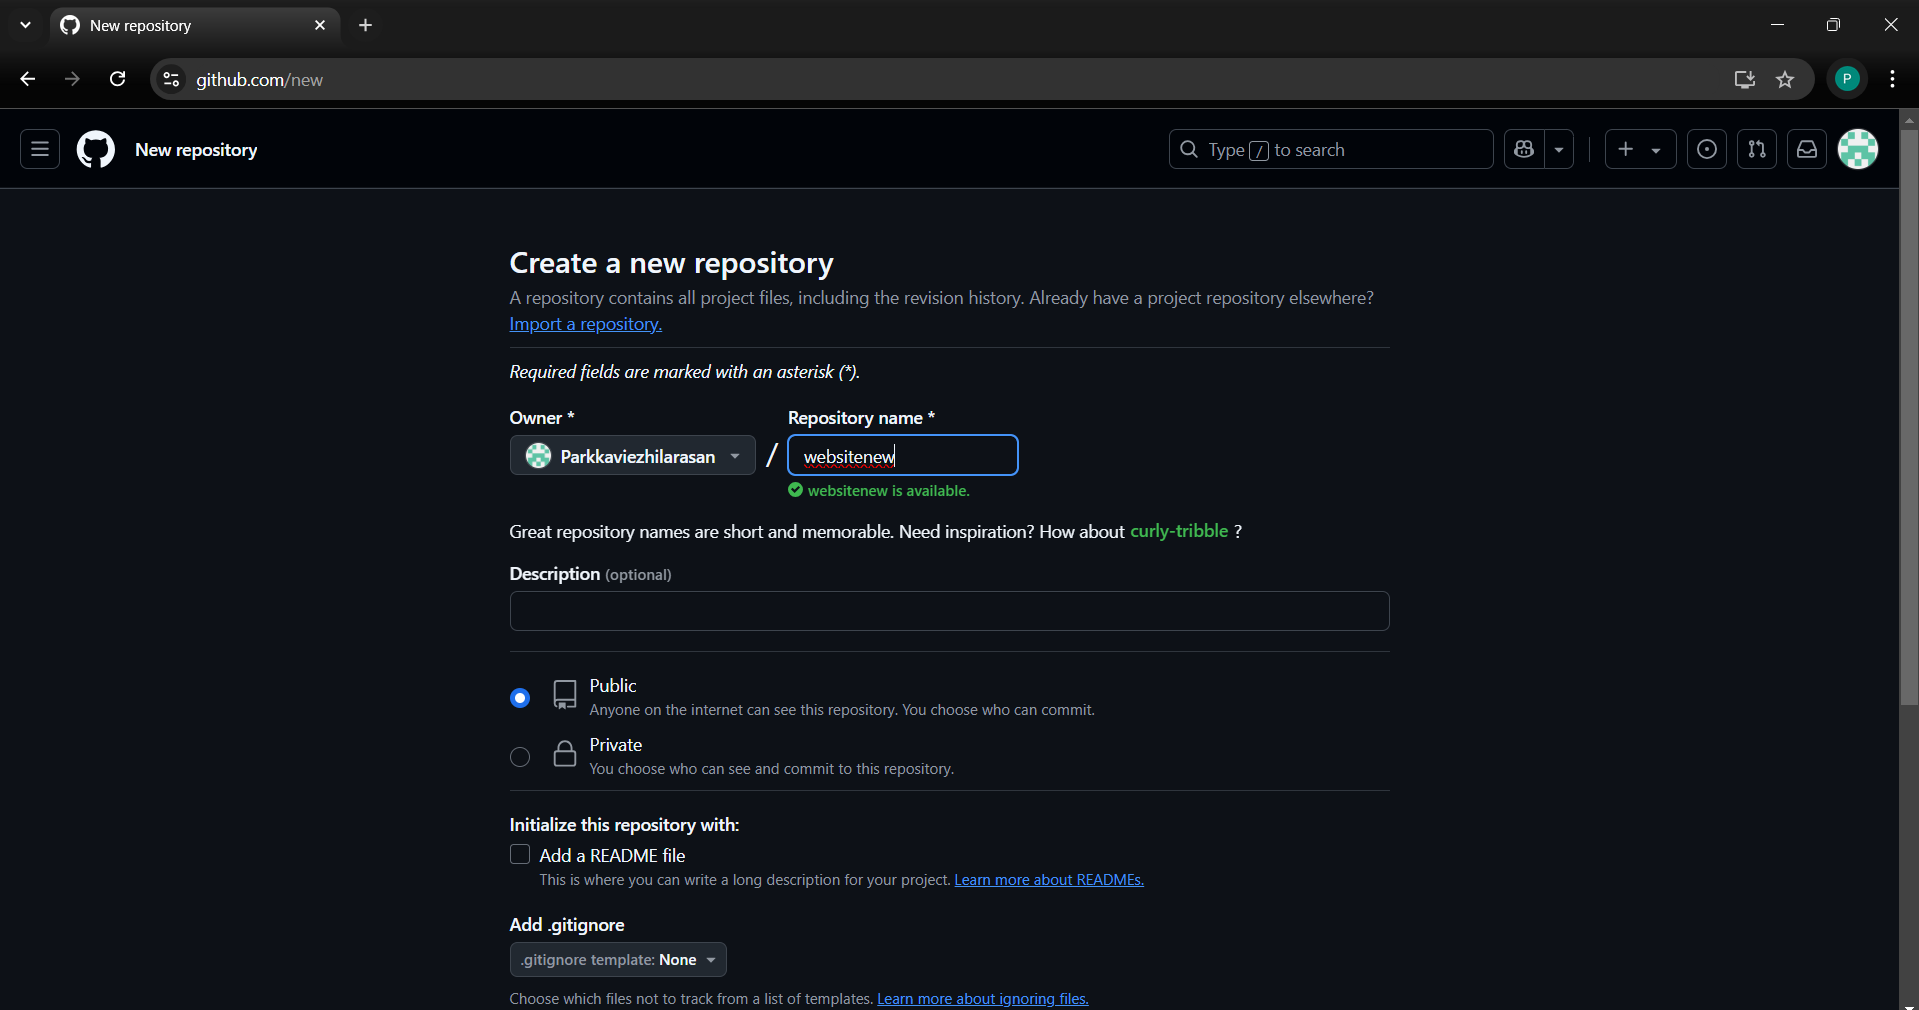 New repository
github.com/new
P
New repository
Type / to search
Create a new repository
A repository contains all project files, including the revision history. Already have a project repository elsewhere?
Import a repository.
Required fields are marked with an asterisk (*).
Owner * Repository name *
Parkkaviezhilarasan / websitenew
websitenew is available.
Great repository names are short and memorable. Need inspiration? How about curly-tribble ?
Description (optional)
Public
Anyone on the internet can see this repository. You choose who can commit.
Private
You choose who can see and commit to this repository.
Initialize this repository with:
Add a README file
This is where you can write a long description for your project. Learn more about READMEs.
Add .gitignore
.gitignore template: None
Choose which files not to track from a list of templates. Learn more about ignoring files.